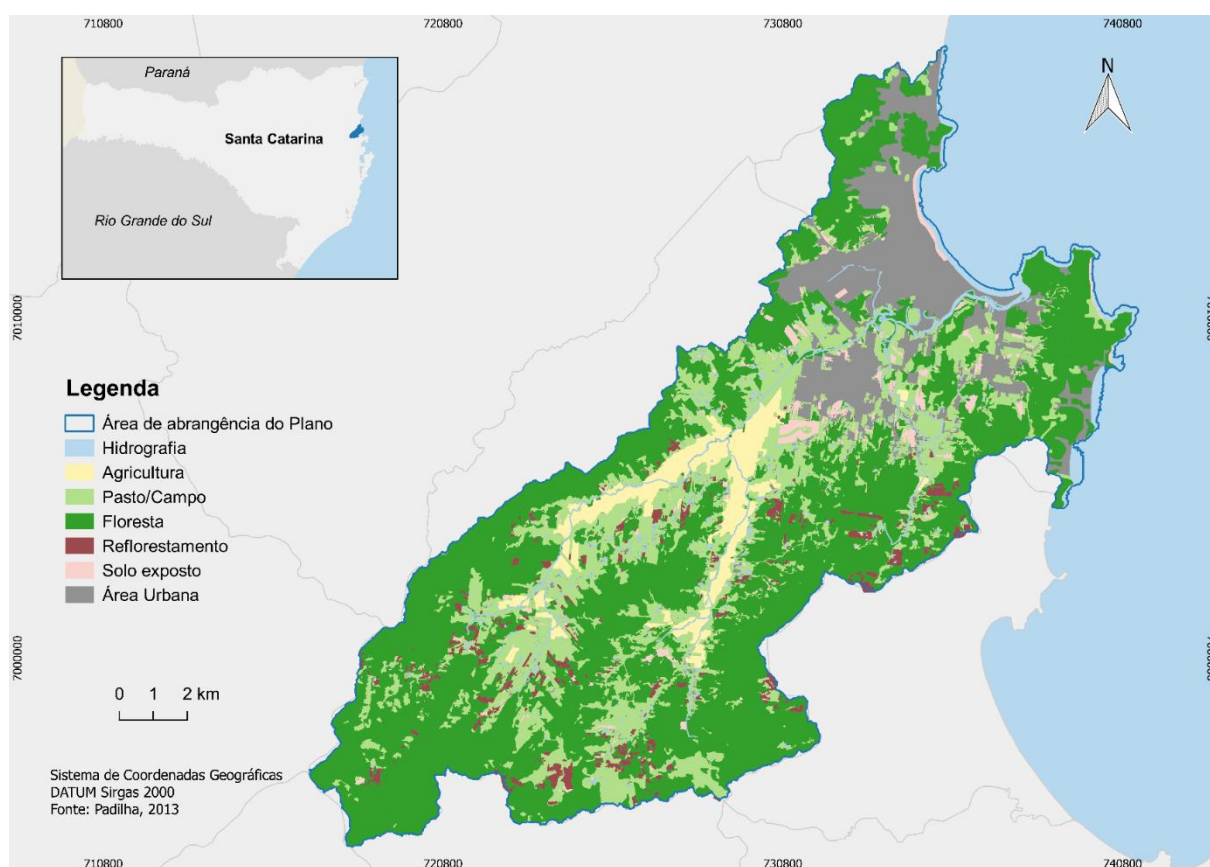 710800
720800
730800
740800
Paraná
Santa Catarina
Rio Grande do Sul
N
7010000
7010000
Legenda
Área de abrangência do Plano
Hidrografia
Agricultura
Pasto/Campo
Floresta
Reflorestamento
Solo exposto
Área Urbana
7000000
7000000
0 1 2 km
Sistema de Coordenadas Geográficas
DATUM Sirgas 2000
Fonte: Padilha, 2013
710800
720800
730800
740800